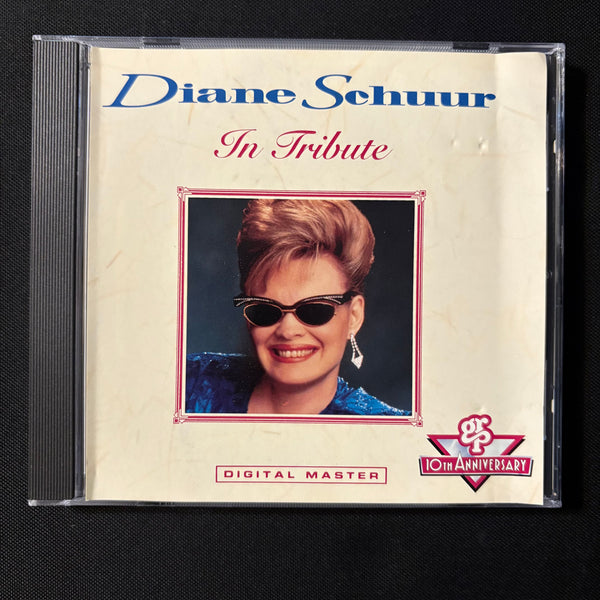 Diane Schuur
In Tribute
DIGITAL MASTER
grp
10TH ANNIVERSARY